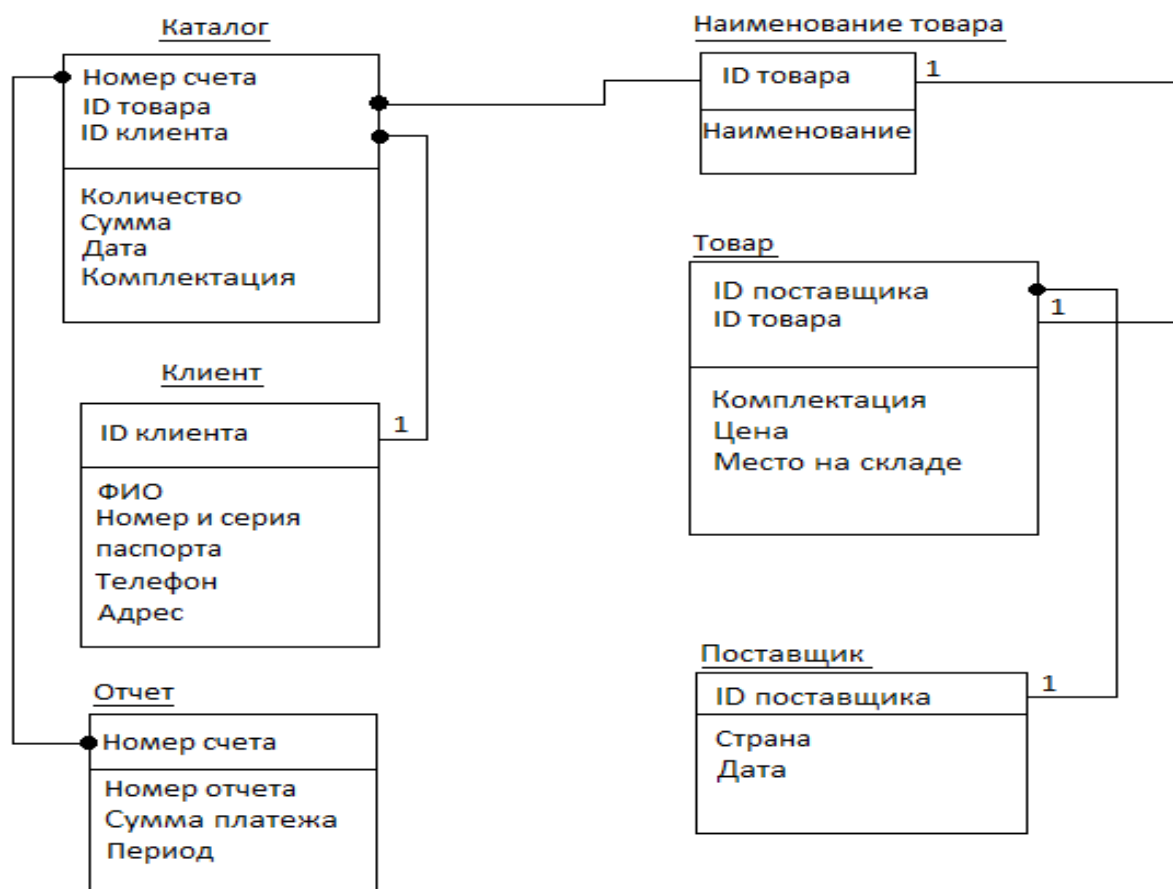 Каталог
Номер счета
ID товара
ID клиента
Количество
Сумма
Дата
Комплектация
Клиент
ID клиента
1
ФИО
Номер и серия
паспорта
Телефон
Адрес
Отчет
Номер счета
Номер отчета
Сумма платежа
Период
Наименование товара
ID товара
1
Наименование
Товар
ID поставщика
ID товара
1
Комплектация
Цена
Место на складе
Поставщик
ID поставщика
1
Страна
Дата